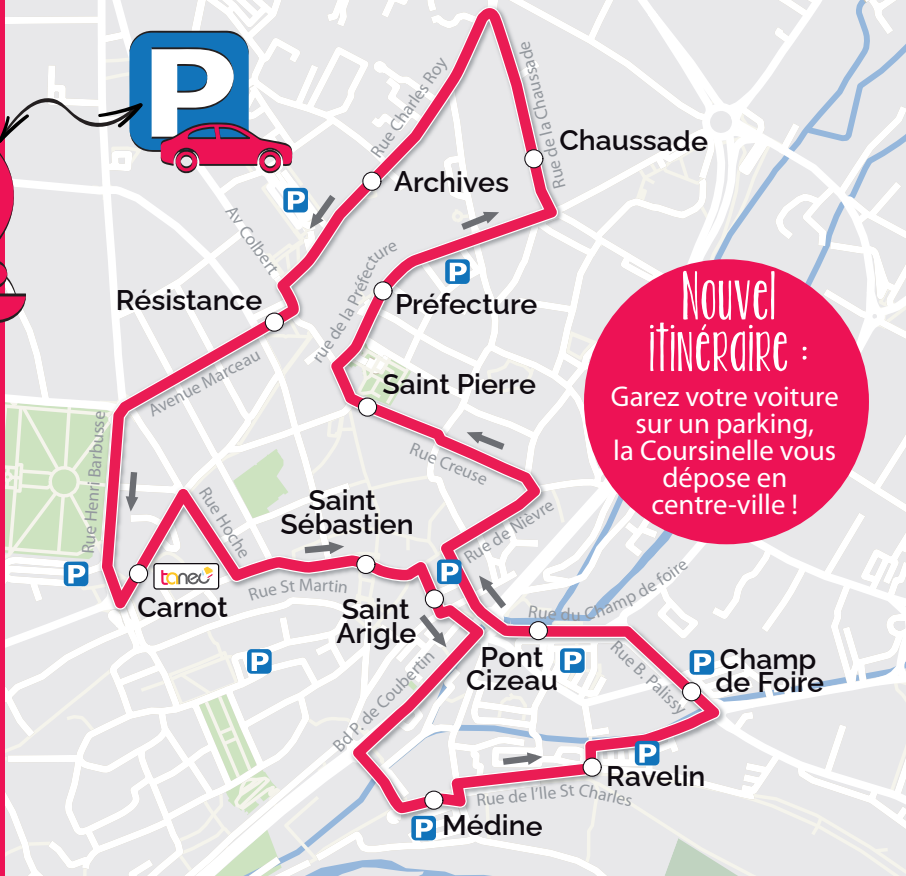 P
Rue Charles Roy
Rue de la Chaussade
Chaussade
Archives
P
Av Colbert
rue de la Préfecture
P
Résistance
Préfecture
Nouvel
itinéraire :
Garez votre voiture
sur un parking,
la Coursinelle vous
dépose en
centre-ville !
Avenue Marceau
Saint Pierre
Rue Henri Barbusse
Rue Creuse
Rue Hoche
Saint
Sébastien
Rue de Nièvre
P
tanéo
Carnot
Rue St Martin
P
Saint
Arigle
Rue du Champ de foire
P
Pont
Cizeau
P
Rue B. Palissy
P
Champ
de Foire
Bd P. de Coubertin
P
Ravelin
Rue de l'Ile St Charles
P
Médine